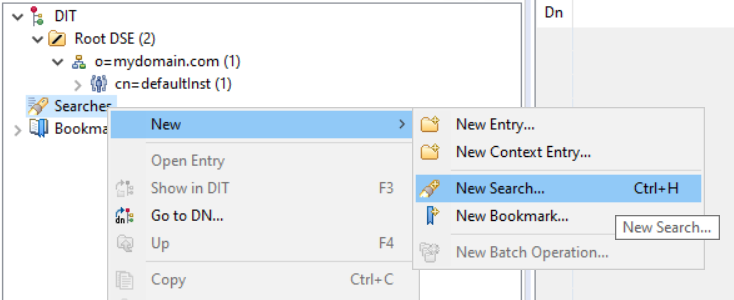 DIT
Dn
Root DSE (2)
o=mydomain.com (1)
cn=defaultInst (1)
Searches
Bookma
New
Open Entry
Show in DIT F3
Go to DN...
Up F4
Copy Ctrl+C
New Entry...
New Context Entry...
New Search... Ctrl+H
New Bookmark...
New Search...
New Batch Operation...